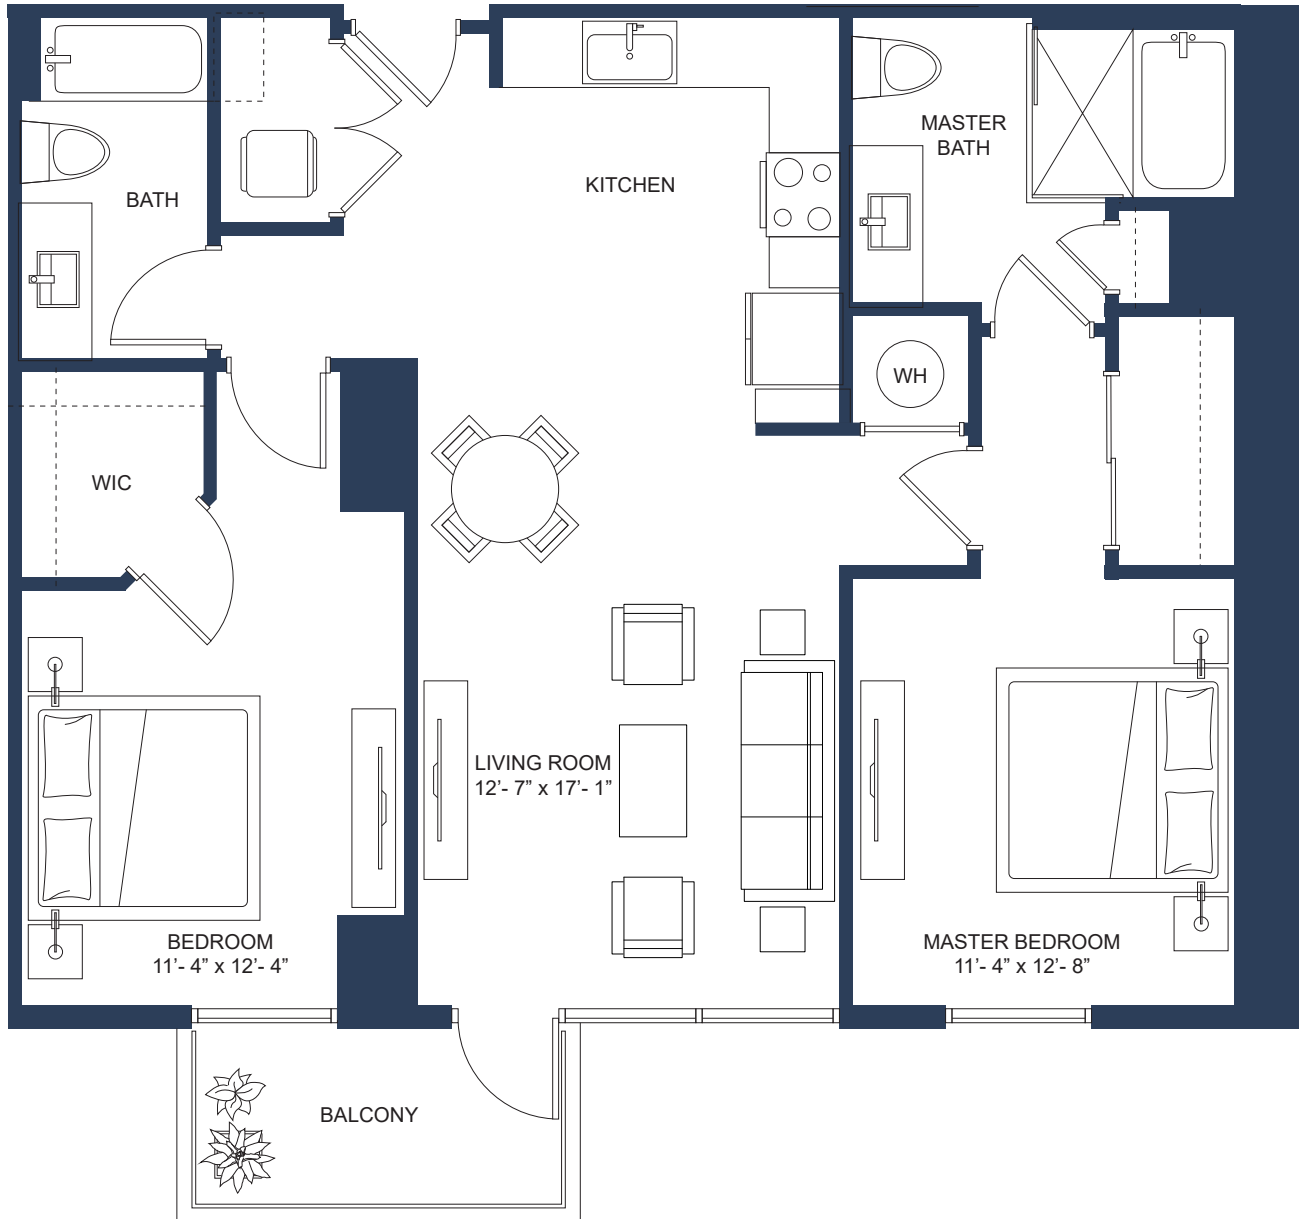 MASTER
BATH
KITCHEN
BATH
WH
WIC
LIVING ROOM
12’- 7” x 17’- 1”
BEDROOM
11’- 4” x 12’- 4”
MASTER BEDROOM
11’- 4” x 12’- 8”
BALCONY